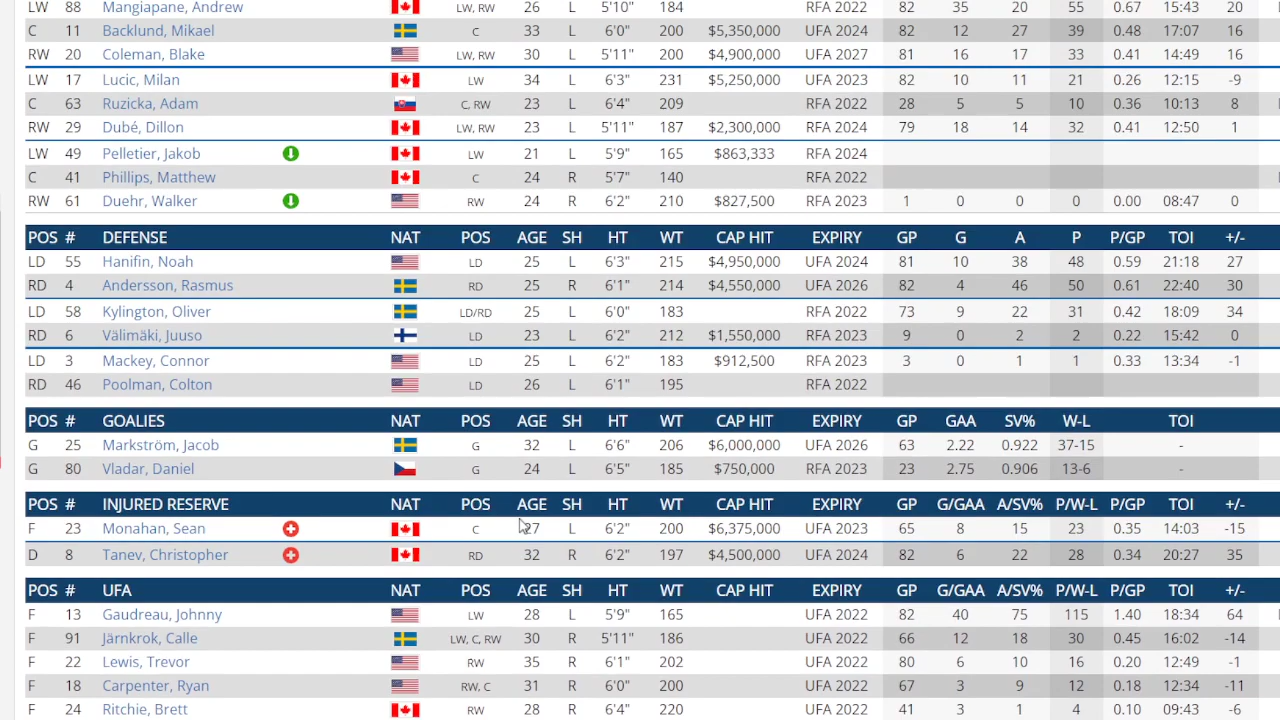 LW 88 Mangiapane, Andrew LW, RW 26 L 5'10" 184 RFA 2022 82 35 20 55 0.67 15:43 20
C 11 Backlund, Mikael C 33 L 6'0" 200 $5,350,000 UFA 2024 82 12 27 39 0.48 17:07 16
RW 20 Coleman, Blake LW, RW 30 L 5'11" 200 $4,900,000 UFA 2027 81 16 17 33 0.41 14:49 16
LW 17 Lucic, Milan LW 34 L 6'3" 231 $5,250,000 UFA 2023 82 10 11 21 0.26 12:15 -9
C 63 Ruzicka, Adam C, RW 23 L 6'4" 209 RFA 2022 28 5 5 10 0.36 10:13 8
RW 29 Dubé, Dillon LW, RW 23 L 5'11" 187 $2,300,000 RFA 2024 79 18 14 32 0.41 12:50 1
LW 49 Pelletier, Jakob LW 21 L 5'9" 165 $863,333 RFA 2024
C 41 Phillips, Matthew C 24 R 5'7" 140 RFA 2022
RW 61 Duehr, Walker RW 24 R 6'2" 210 $827,500 RFA 2023 1 0 0 0 0.00 08:47 0
POS # DEFENSE NAT POS AGE SH HT WT CAP HIT EXPIRY GP G A P P/GP TOI +/-
LD 55 Hanifin, Noah LD 25 L 6'3" 215 $4,950,000 UFA 2024 81 10 38 48 0.59 21:18 27
RD 4 Andersson, Rasmus RD 25 R 6'1" 214 $4,550,000 UFA 2026 82 4 46 50 0.61 22:40 30
LD 58 Kylington, Oliver LD/RD 25 L 6'0" 183 RFA 2022 73 9 22 31 0.42 18:09 34
RD 6 Välimäki, Juuso LD 23 L 6'2" 212 $1,550,000 RFA 2023 9 0 2 2 0.22 15:42 0
LD 3 Mackey, Connor LD 25 L 6'2" 183 $912,500 RFA 2023 3 0 1 1 0.33 13:34 -1
RD 46 Poolman, Colton LD 26 L 6'1" 195 RFA 2022
POS # GOALIES NAT POS AGE SH HT WT CAP HIT EXPIRY GP GAA SV% W-L TOI
G 25 Markström, Jacob G 32 L 6'6" 206 $6,000,000 UFA 2026 63 2.22 0.922 37-15 -
G 80 Vladar, Daniel G 24 L 6'5" 185 $750,000 RFA 2023 23 2.75 0.906 13-6 -
POS # INJURED RESERVE NAT POS AGE SH HT WT CAP HIT EXPIRY GP G/GAA A/SV% P/W-L P/GP TOI +/-
F 23 Monahan, Sean C 27 L 6'2" 200 $6,375,000 UFA 2023 65 8 15 23 0.35 14:03 -15
D 8 Tanev, Christopher RD 32 R 6'2" 197 $4,500,000 UFA 2024 82 6 22 28 0.34 20:27 35
POS # UFA NAT POS AGE SH HT WT CAP HIT EXPIRY GP G/GAA A/SV% P/W-L P/GP TOI +/-
F 13 Gaudreau, Johnny LW 28 L 5'9" 165 UFA 2022 82 40 75 115 1.40 18:34 64
F 91 Järnkrok, Calle LW, C, RW 30 R 5'11" 186 UFA 2022 66 12 18 30 0.45 16:02 -14
F 22 Lewis, Trevor RW 35 R 6'1" 202 UFA 2022 80 6 10 16 0.20 12:49 -1
F 18 Carpenter, Ryan RW, C 31 R 6'0" 200 UFA 2022 67 3 9 12 0.18 12:34 -11
F 24 Ritchie, Brett RW 28 R 6'4" 220 UFA 2022 41 3 1 4 0.10 09:43 -6